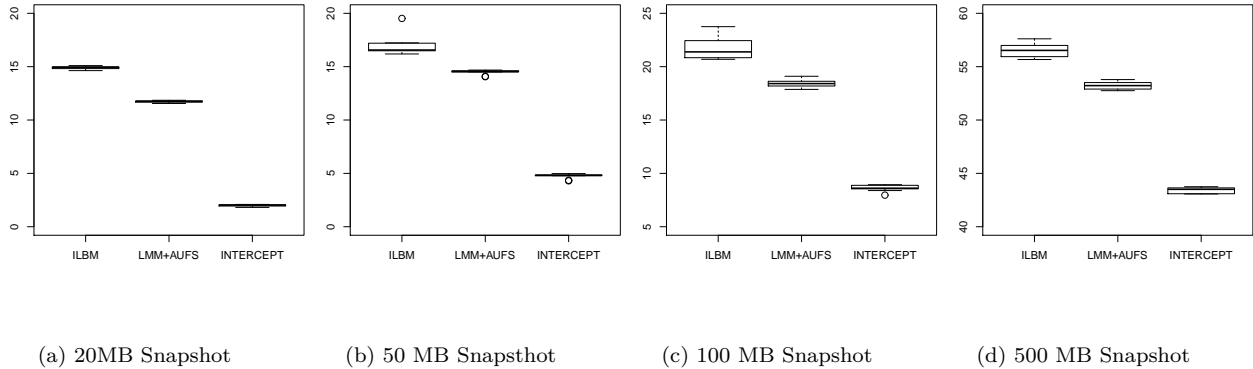 20
15
10
5
0
ILBM LMM+AUFS INTERCEPT
(a) 20MB Snapshot
20
15
10
5
0
ILBM LMM+AUFS INTERCEPT
(b) 50 MB Snapsthot
25
20
15
10
5
ILBM LMM+AUFS INTERCEPT
(c) 100 MB Snapshot
60
55
50
45
40
ILBM LMM+AUFS INTERCEPT
(d) 500 MB Snapshot